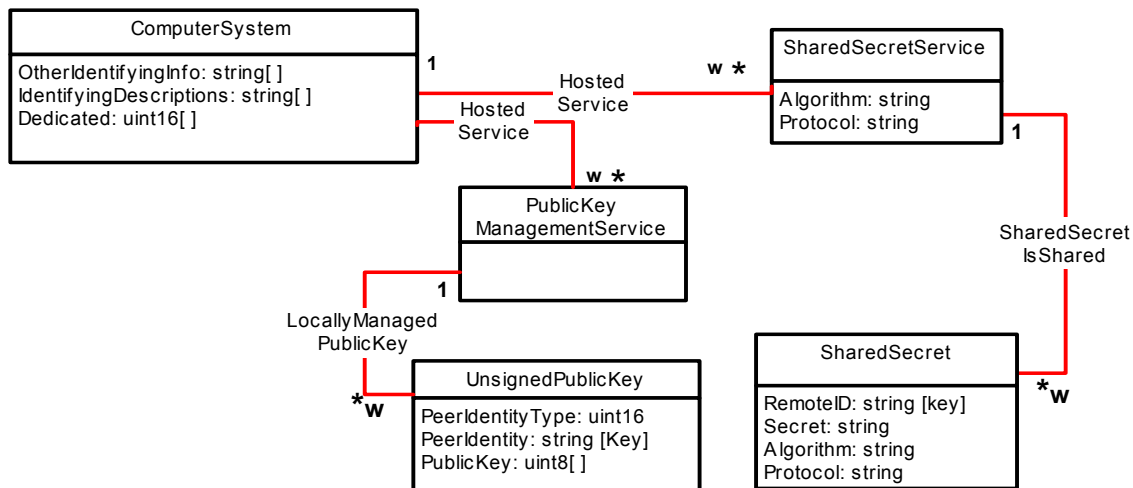 ComputerSystem
OtherIdentifyingInfo: string[ ]
IdentifyingDescriptions: string[ ]
Dedicated: uint16[ ]
1
Hosted
Service
w *
SharedSecretService
Algorithm: string
Protocol: string
1
Hosted
Service
w *
PublicKey
ManagementService
1
SharedSecret
IsShared
LocallyManaged
PublicKey
*w
UnsignedPublicKey
PeerIdentityType: uint16
PeerIdentity: string [Key]
PublicKey: uint8[ ]
SharedSecret
*w
RemoteID: string [key]
Secret: string
Algorithm: string
Protocol: string